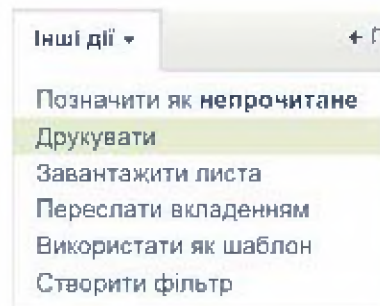 Інші дії
Позначити як непрочитане
Друкувати
Завантажити листа
Переслати вкладенням
Використати як шаблон
Створити фільтр